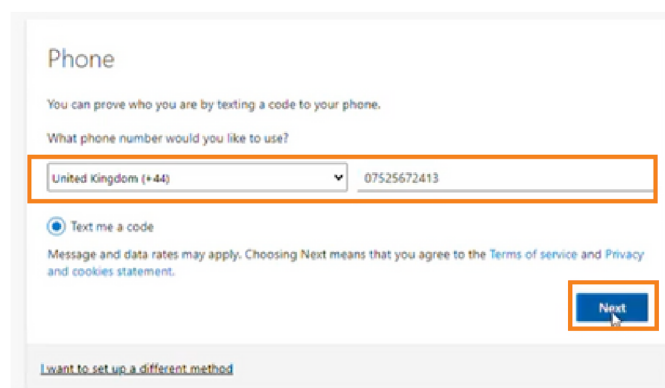 Phone
You can prove who you are by texting a code to your phone.
What phone number would you like to use?
United Kingdom (+44) 07525672413
Text me a code
Message and data rates may apply. Choosing Next means that you agree to the Terms of service and Privacy
and cookies statement.
Next
I want to set up a different method